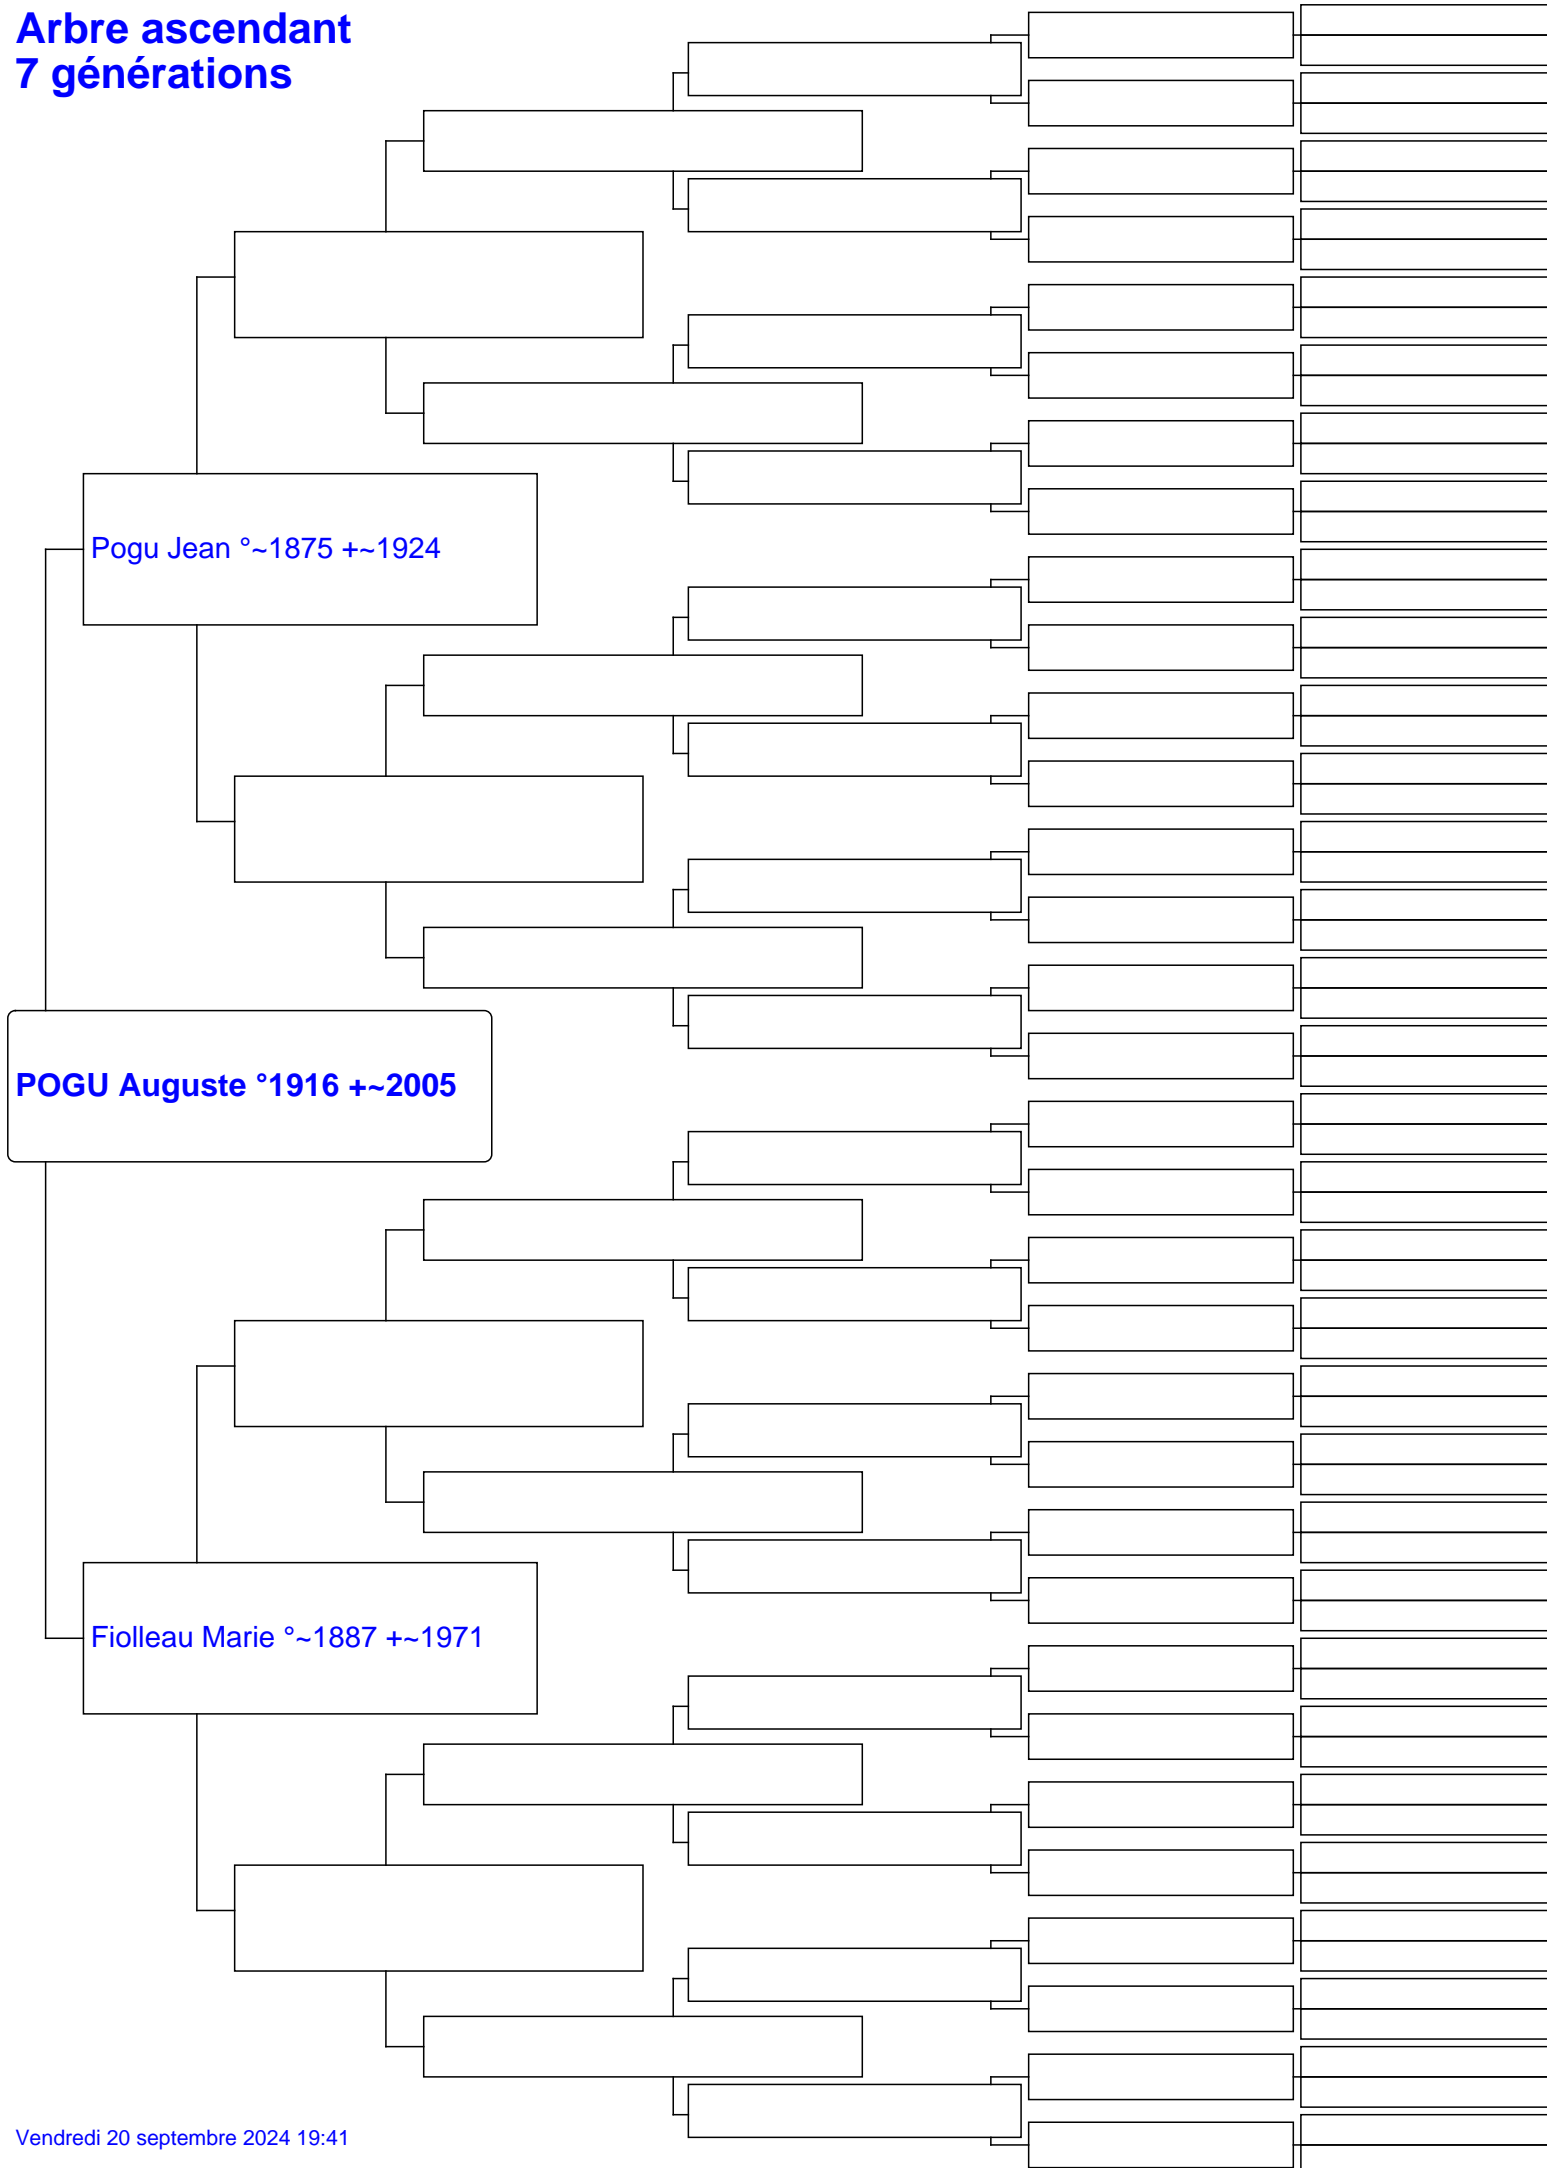 Arbre ascendant
7 générations
Pogu Jean °~1875 +~1924
POGU Auguste °1916 +~2005
Fiolleau Marie °~1887 +~1971
Vendredi 20 septembre 2024 19:41